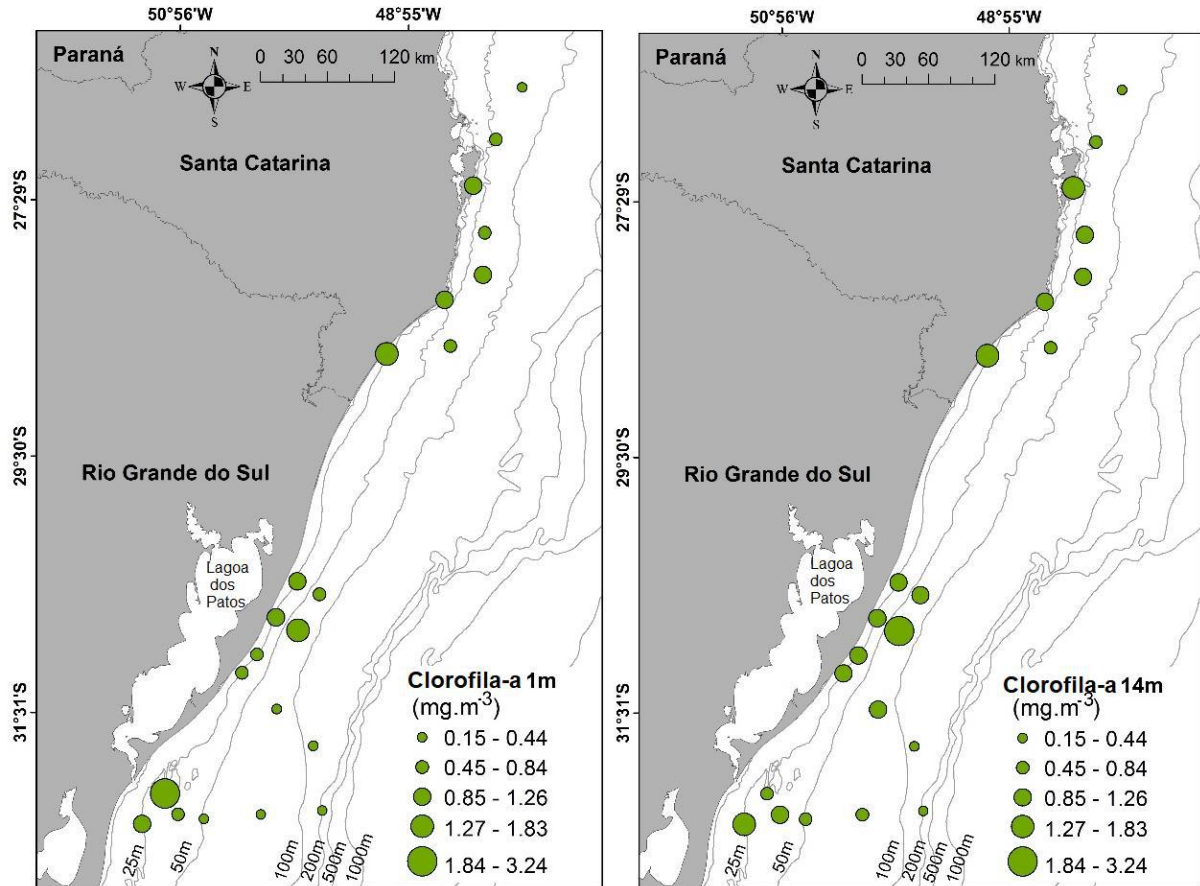 50°56'W
48°55'W
Paraná
N
W
E
S
0 30 60 120 km
Santa Catarina
27°29'S
29°30'S
Rio Grande do Sul
Lagoa
dos
Patos
31°31'S
Clorofila-a 1m
(mg.m-3)
0.15 - 0.44
0.45 - 0.84
0.85 - 1.26
1.27 - 1.83
1.84 - 3.24
25m
50m
100m
200m
500m
1000m
50°56'W
48°55'W
Paraná
N
W
E
S
0 30 60 120 km
Santa Catarina
27°29'S
29°30'S
Rio Grande do Sul
Lagoa
dos
Patos
31°31'S
Clorofila-a 14m
(mg.m-3)
0.15 - 0.44
0.45 - 0.84
0.85 - 1.26
1.27 - 1.83
1.84 - 3.24
25m
50m
100m
200m
500m
1000m